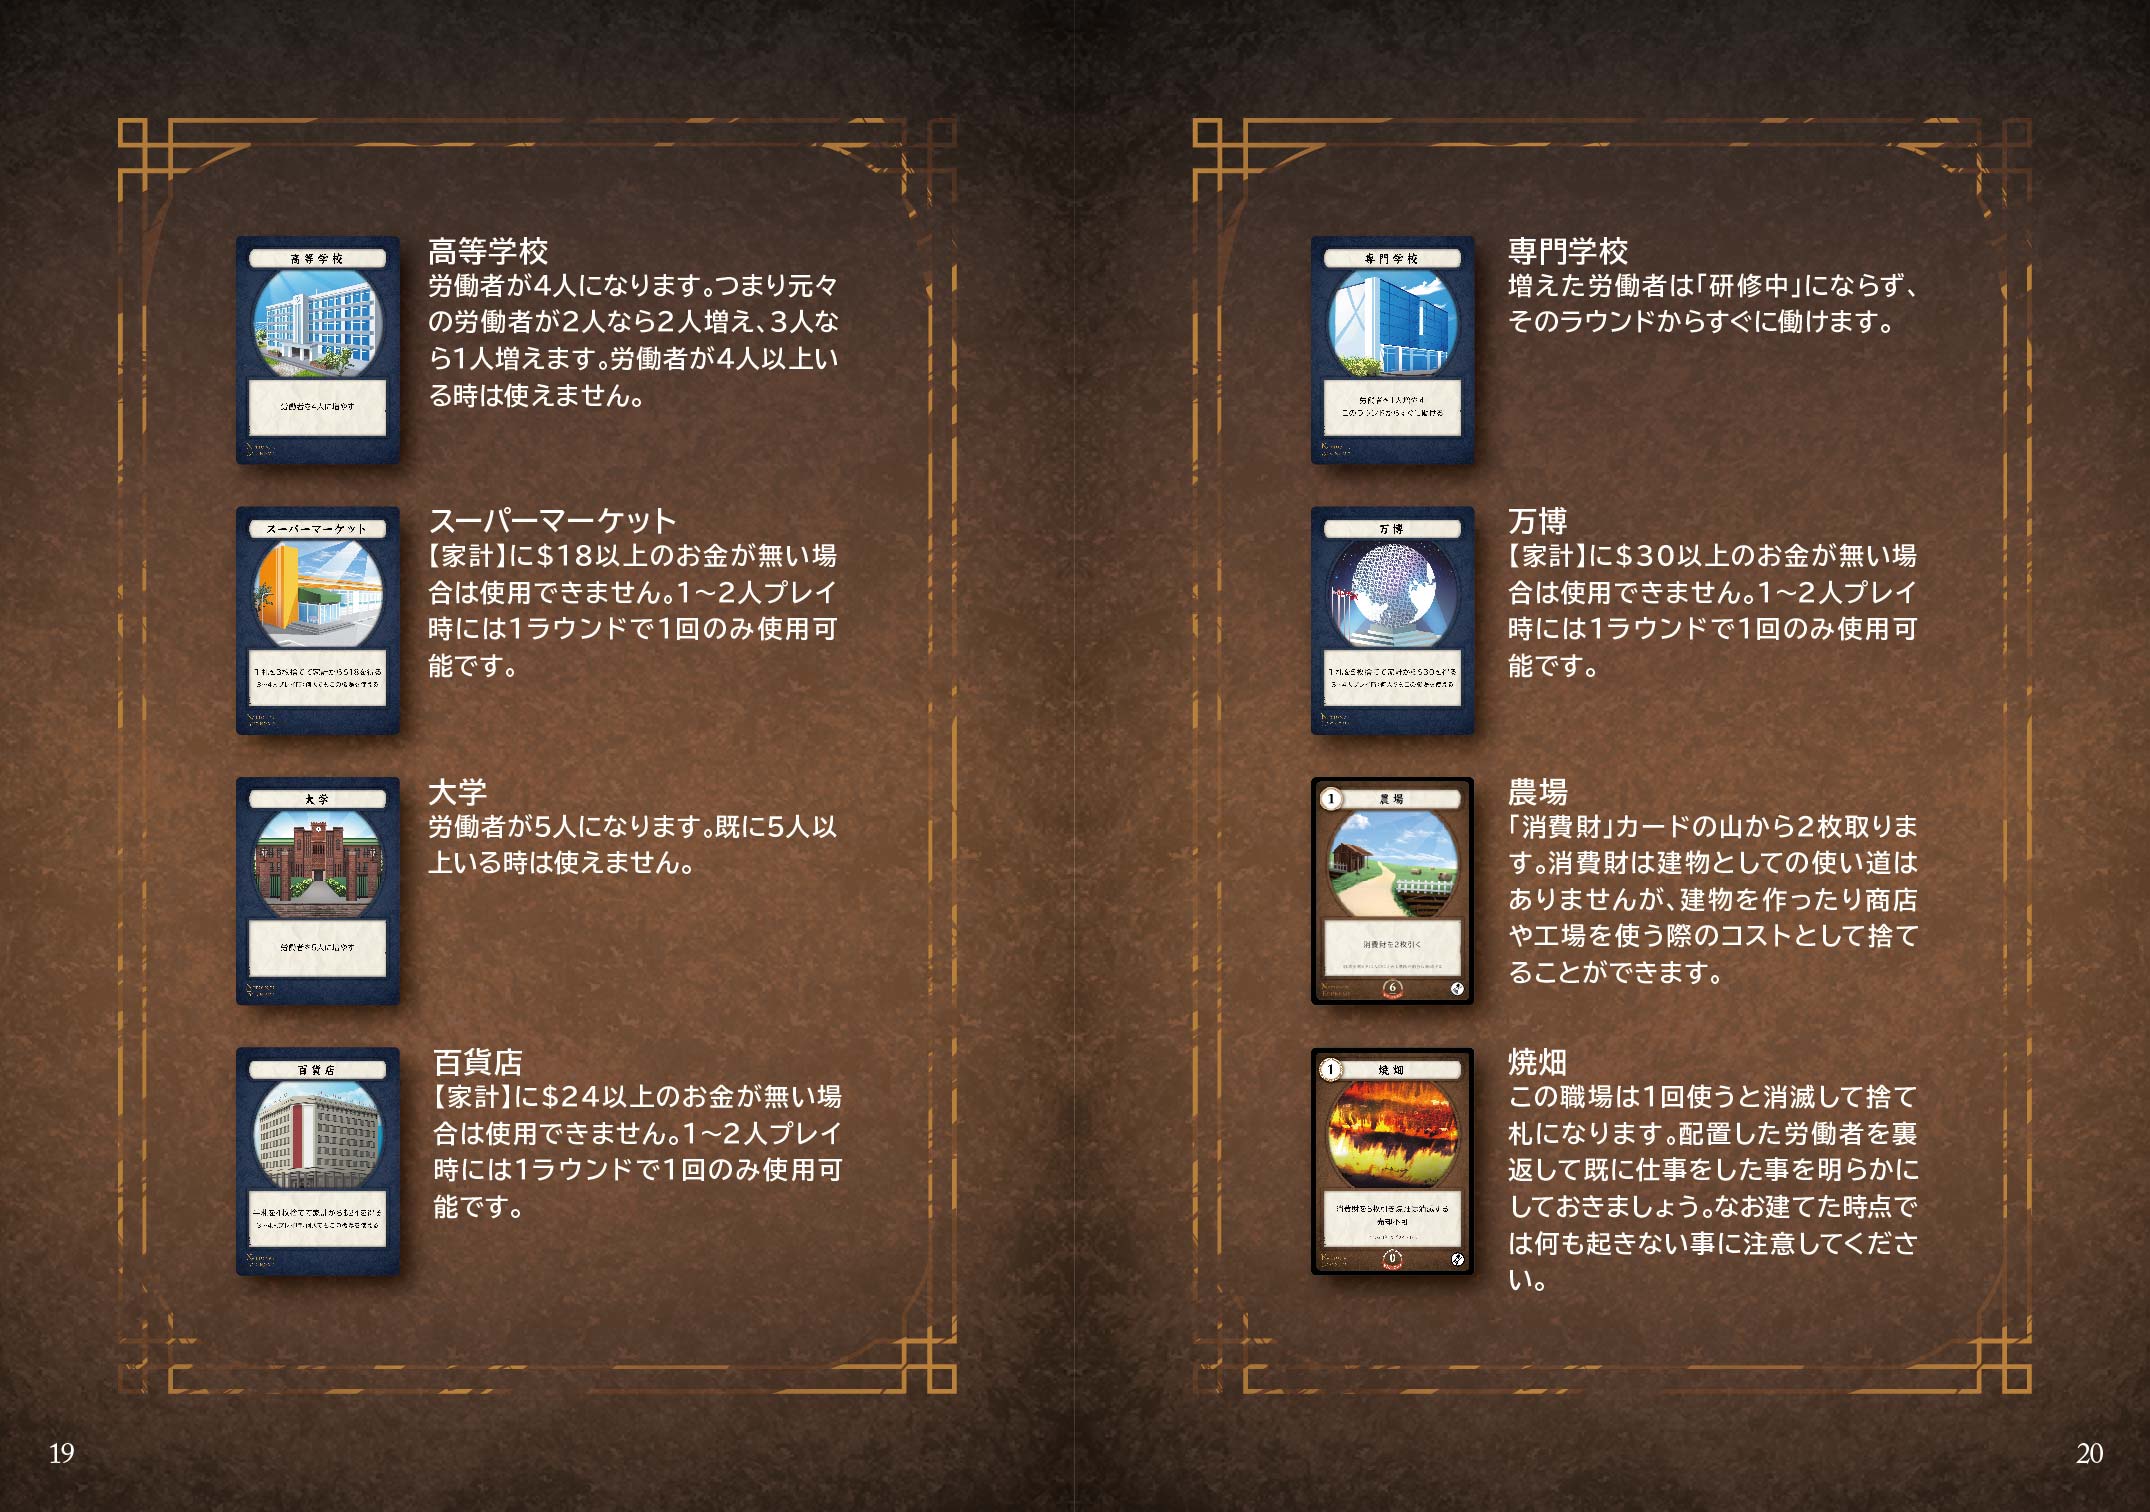 高等学校
高等学校
労働者が4人になります。つまり元々
の労働者が2人なら2人増え、3人な
ら1人増えます。労働者が4人以上い
る時は使えません。
労働者を4人に増やす
スーパーマーケット
スーパーマーケット
【家計】に$18以上のお金が無い場
合は使用できません。1〜2人プレイ
時には1ラウンドで1回のみ使用可
能です。
大学
大学
労働者が5人になります。既に5人以
上いる時は使えません。
労働者を5人に増やす
百貨店
百貨店
【家計】に$24以上のお金が無い場
合は使用できません。1〜2人プレイ
時には1ラウンドで1回のみ使用可
能です。
19
専門学校
専門学校
増えた労働者は「研修中」にならず、
そのラウンドからすぐに働けます。
労働者を1人増やす
このラウンドからすぐに働ける
万博
万博
【家計】に$30以上のお金が無い場
合は使用できません。1〜2人プレイ
時には1ラウンドで1回のみ使用可
能です。
1
農場
農場
「消費財」カードの山から2枚取りま
す。消費財は建物としての使い道は
ありませんが、建物を作ったり商店
や工場を使う際のコストとして捨て
ることができます。
消費財を2枚引く
6
1
焼畑
焼畑
この職場は1回使うと消滅して捨て
札になります。配置した労働者を裏
返して既に仕事をした事を明らかに
しておきましょう。なお建てた時点で
は何も起きない事に注意してくださ
い。
消費財を5枚引き焼畑は消滅する
売却不可
0
20